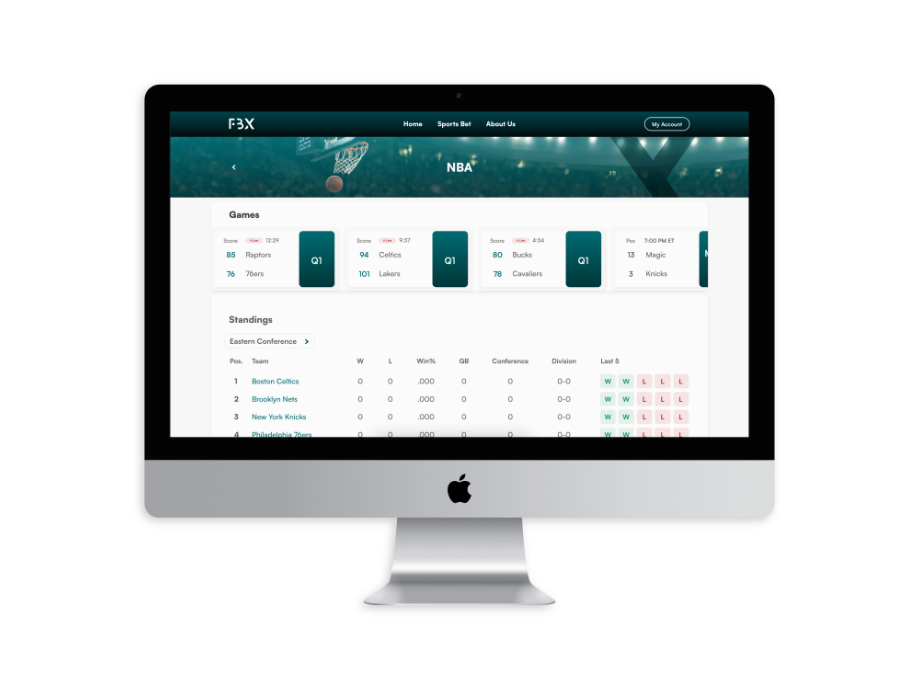 FBX
Home Sports Bet About Us
My Account
NBA
Games
Score 12:29
85 Raptors
76 76ers
Q1
Score 9:37
94 Celtics
101 Lakers
Q1
Score 4:54
80 Bucks
78 Cavaliers
Q1
Pos 7:00 PM ET
13 Magic
3 Knicks
Standings
Eastern Conference
Pos. Team W L Win% GB Conference Division Last 5
1 Boston Celtics 0 0 .000 0 0 0-0 W W L L L
2 Brooklyn Nets 0 0 .000 0 0 0-0 W W L L L
3 New York Knicks 0 0 .000 0 0 0-0 W W L L L
4 Philadelphia 76ers 0 0 .000 0 0 0-0 W W L L L